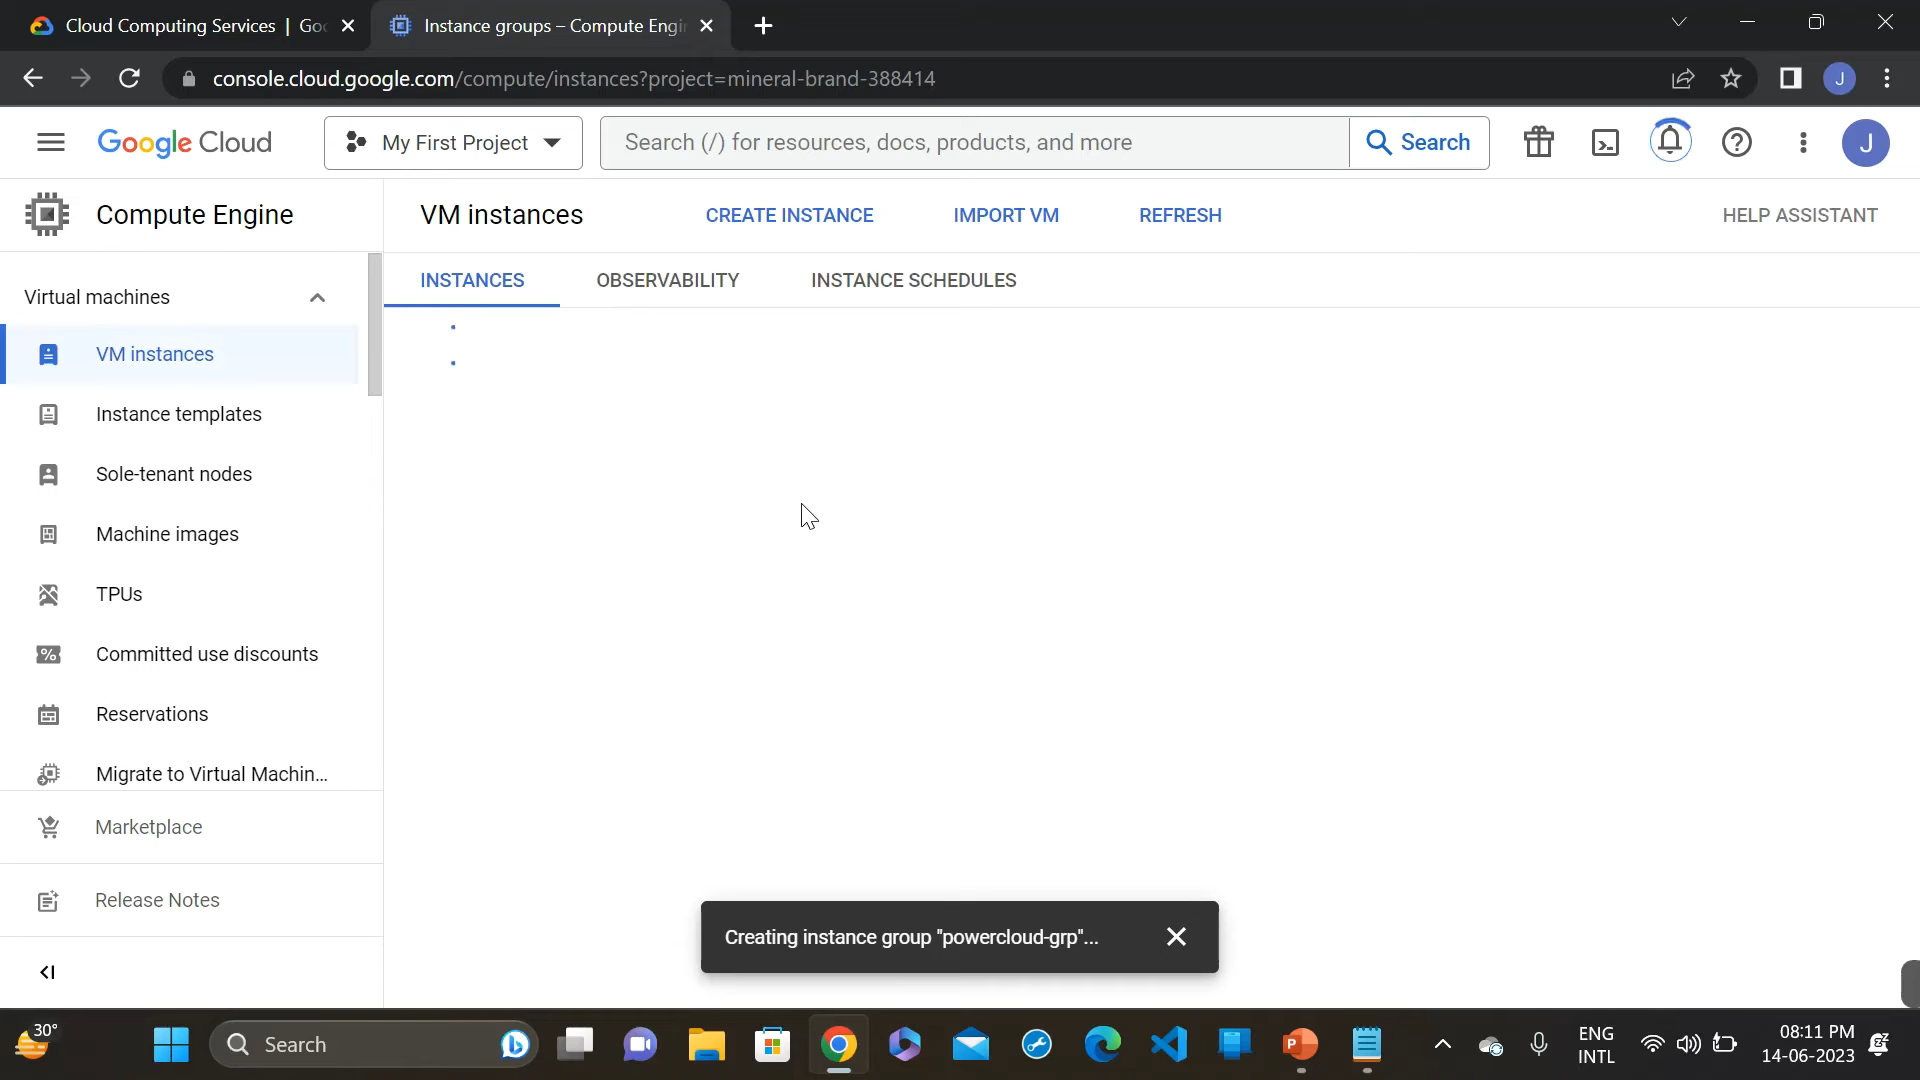 Cloud Computing Services | Goo
Instance groups – Compute Engi
console.cloud.google.com/compute/instances?project=mineral-brand-388414
J
Google Cloud
My First Project
Search (/) for resources, docs, products, and more
Search
J
Compute Engine
VM instances
CREATE INSTANCE
IMPORT VM
REFRESH
HELP ASSISTANT
INSTANCES
OBSERVABILITY
INSTANCE SCHEDULES
Virtual machines
VM instances
Instance templates
Sole-tenant nodes
Machine images
TPUs
Committed use discounts
Reservations
Migrate to Virtual Machin...
Marketplace
Release Notes
Creating instance group "powercloud-grp"...
30°
Search
ENG
INTL
08:11 PM
14-06-2023